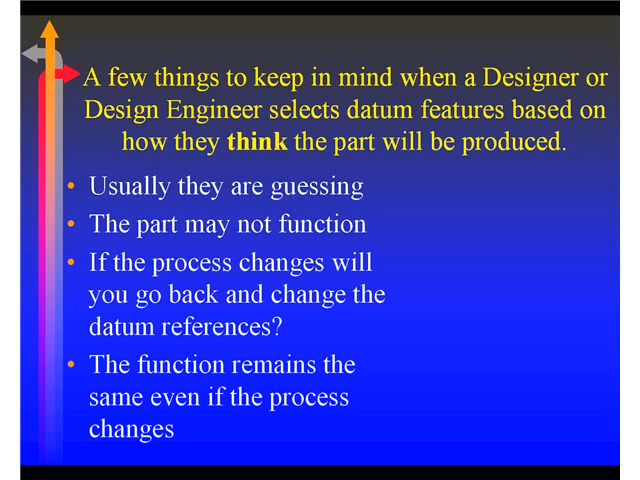 A few things to keep in mind when a Designer or
Design Engineer selects datum features based on
how they think the part will be produced.
• Usually they are guessing
• The part may not function
• If the process changes will
you go back and change the
datum references?
• The function remains the
same even if the process
changes